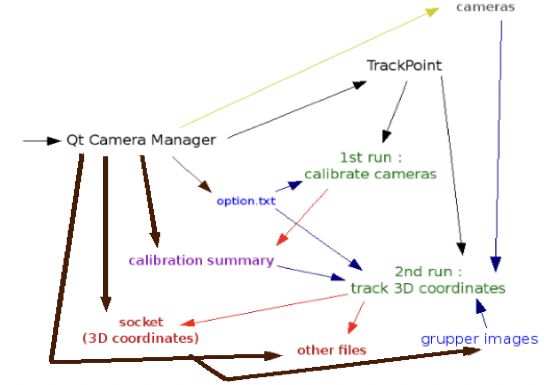 cameras
TrackPoint
Qt Camera Manager
1st run :
calibrate cameras
option.txt
calibration summary
2nd run :
track 3D coordinates
socket
(3D coordinates)
other files
grupper images